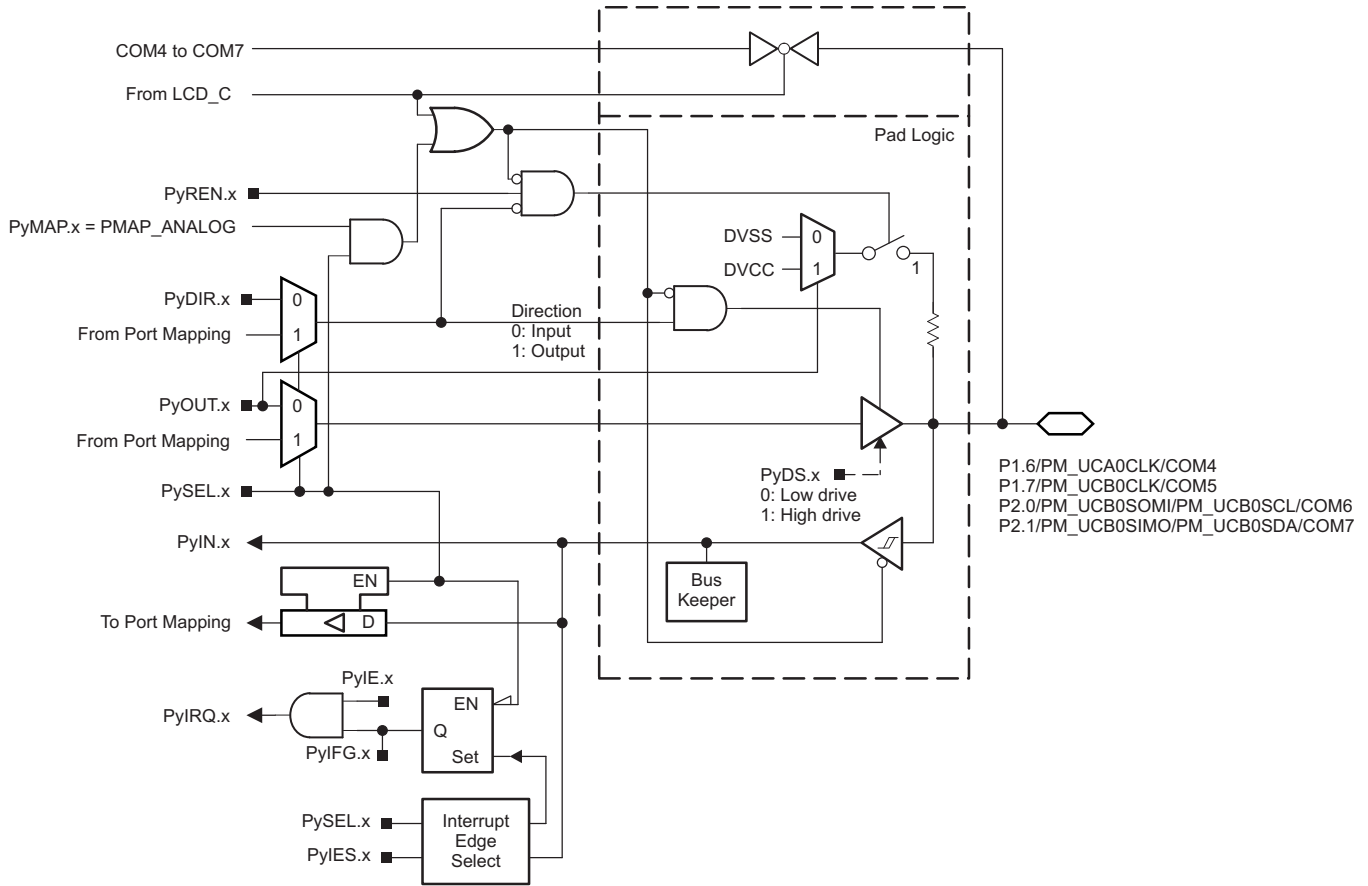 COM4 to COM7
From LCD_C
Pad Logic
PyREN.x
PyMAP.x = PMAP_ANALOG
DVSS
0
DVCC
1
1
PyDIR.x
0
From Port Mapping
1
Direction
0: Input
1: Output
PyOUT.x
0
From Port Mapping
1
PySEL.x
PyDS.x
0: Low drive
1: High drive
P1.6/PM_UCA0CLK/COM4
P1.7/PM_UCB0CLK/COM5
P2.0/PM_UCB0SOMI/PM_UCB0SCL/COM6
P2.1/PM_UCB0SIMO/PM_UCB0SDA/COM7
PyIN.x
Bus
Keeper
EN
To Port Mapping
D
PyIE.x
EN
PyIRQ.x
Q
PyIFG.x
Set
PySEL.x
PyIES.x
Interrupt
Edge
Select